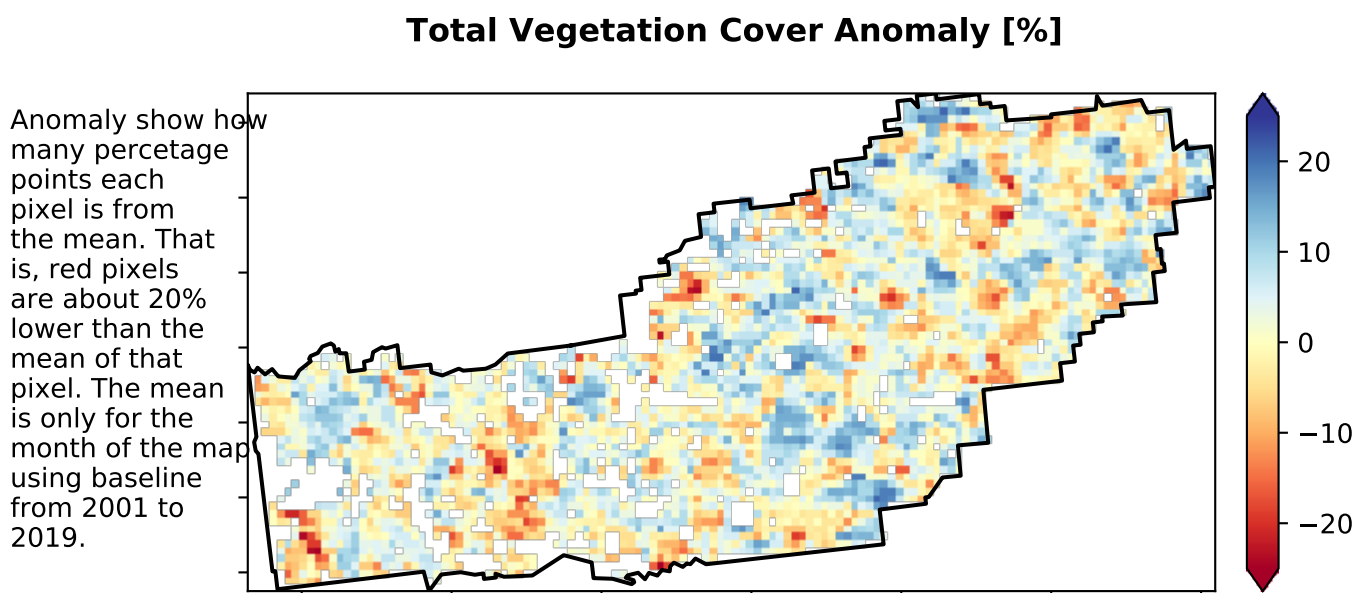 Total Vegetation Cover Anomaly [%]
Anomaly show how
many percetage
points each
pixel is from
the mean. That
is, red pixels
are about 20%
lower than the
mean of that
pixel. The mean
is only for the
month of the map
using baseline
from 2001 to
2019.
20
10
0
−10
−20